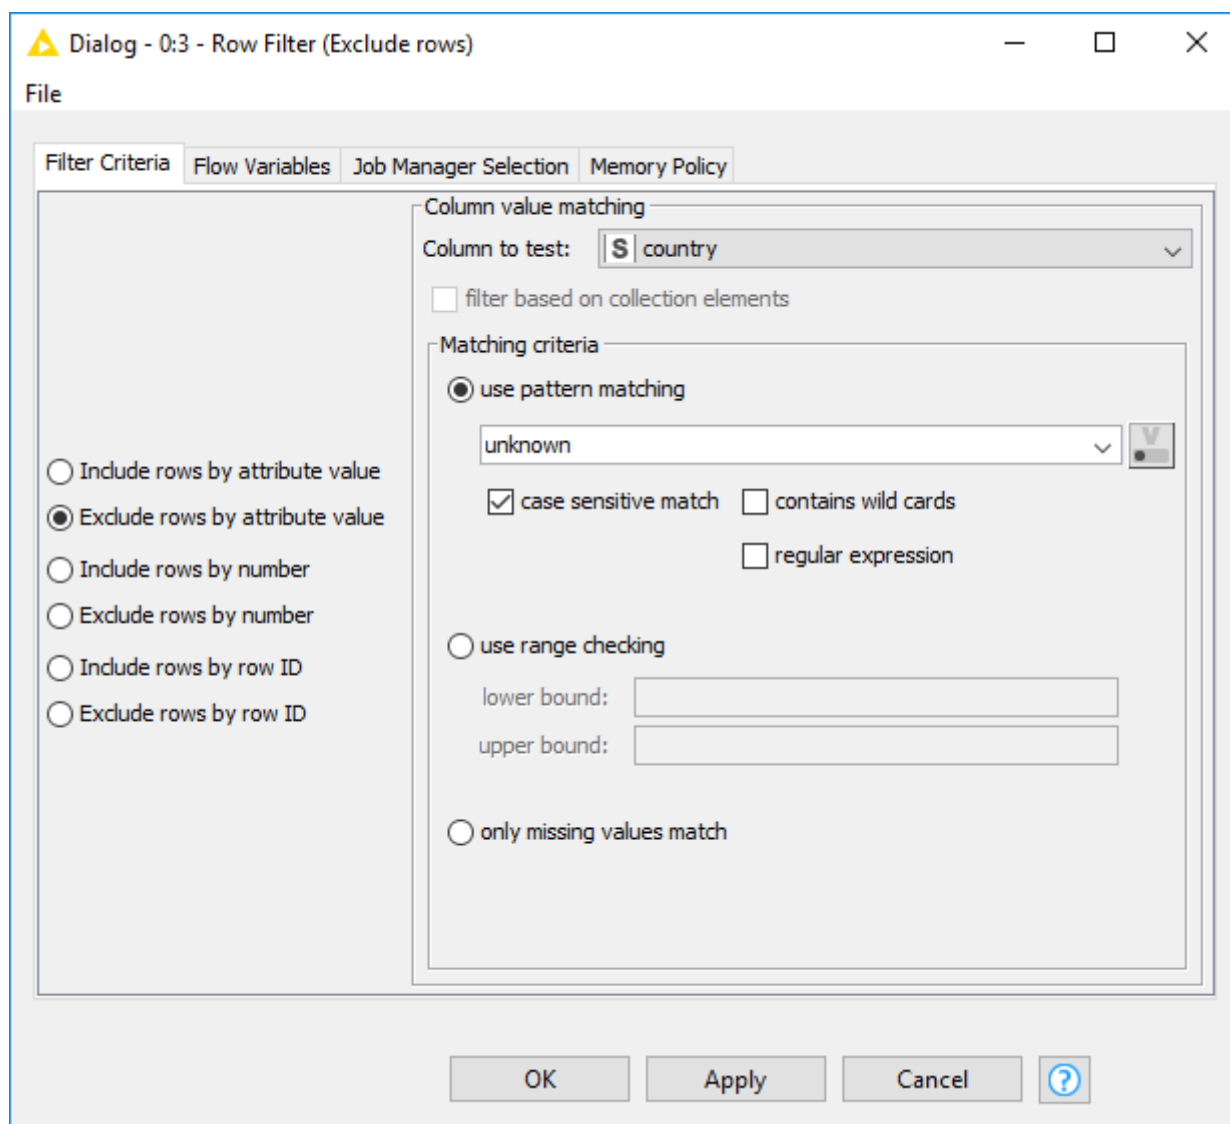 Dialog - 0:3 - Row Filter (Exclude rows)
File
Filter Criteria Flow Variables Job Manager Selection Memory Policy
Column value matching
Column to test: S country
filter based on collection elements
Matching criteria
use pattern matching
unknown V
case sensitive match contains wild cards
regular expression
Include rows by attribute value
Exclude rows by attribute value
Include rows by number
Exclude rows by number
Include rows by row ID
Exclude rows by row ID
use range checking
lower bound:
upper bound:
only missing values match
OK Apply Cancel ?